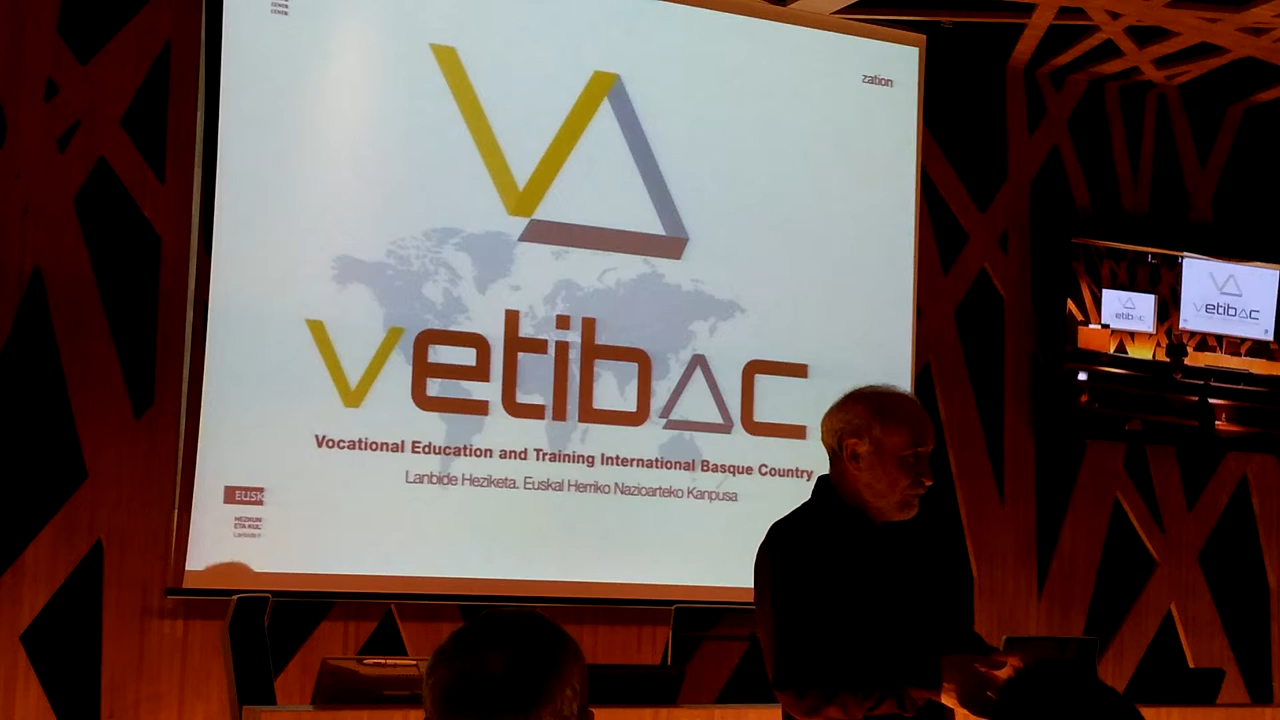 zation
vetibac
Vocational Education and Training International Basque Country
Lanbide Heziketa. Euskal Herriko Nazioarteko Kanpusa
EUSK
HEZKUN
ETA KUL
vetibac
vetibac